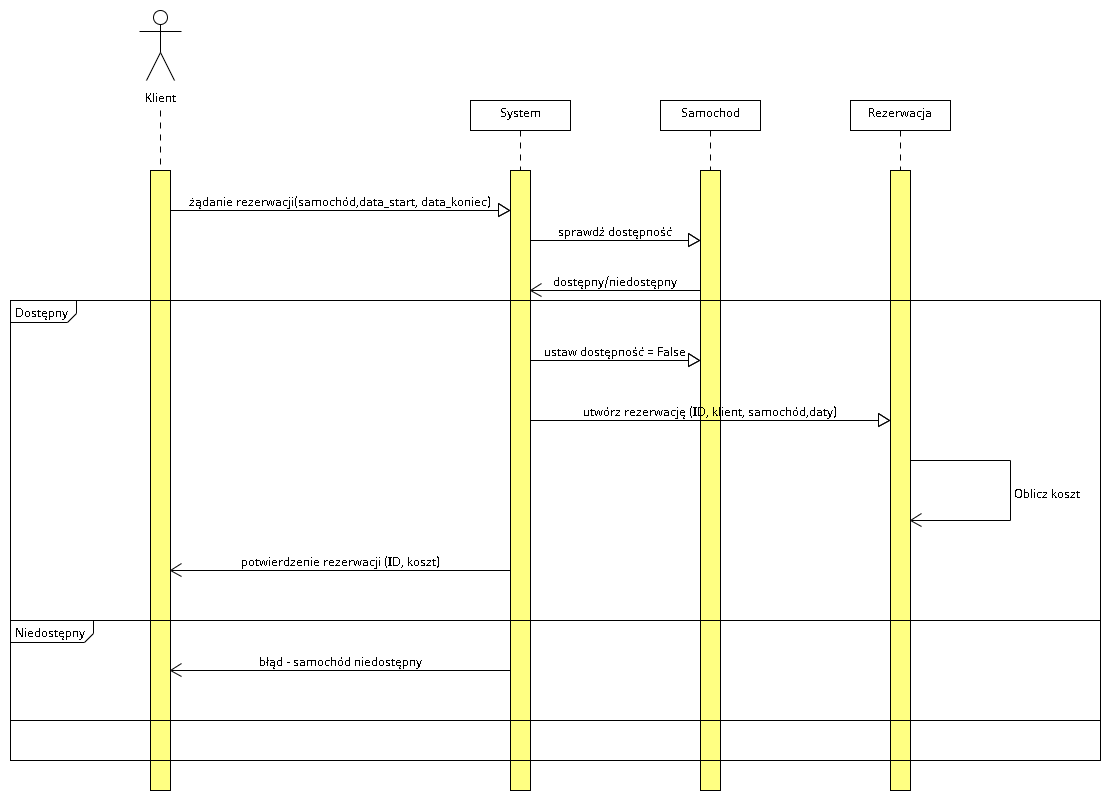 Klient
System
Samochod
Rezerwacja
żądanie rezerwacji(samochód,data_start, data_koniec)
sprawdź dostępność
dostępny/niedostępny
Dostępny
ustaw dostępność = False
utwórz rezerwację (ID, klient, samochód,daty)
Oblicz koszt
potwierdzenie rezerwacji (ID, koszt)
Niedostępny
błąd - samochód niedostępny